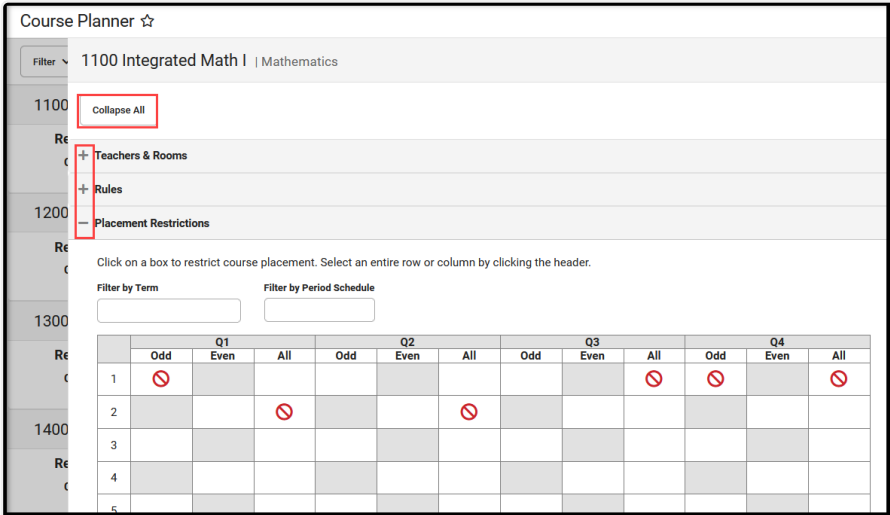 Course Planner
Filter
1100 Integrated Math I | Mathematics
1100
Collapse All
Re
Teachers & Rooms
Rules
1200
Placement Restrictions
Re
Click on a box to restrict course placement. Select an entire row or column by clicking the header.
Filter by Term Filter by Period Schedule
1300
Q1 Q2 Q3 Q4
Re
Odd Even All Odd Even All Odd Even All Odd Even All
1
2
1400
3
Re
4
5